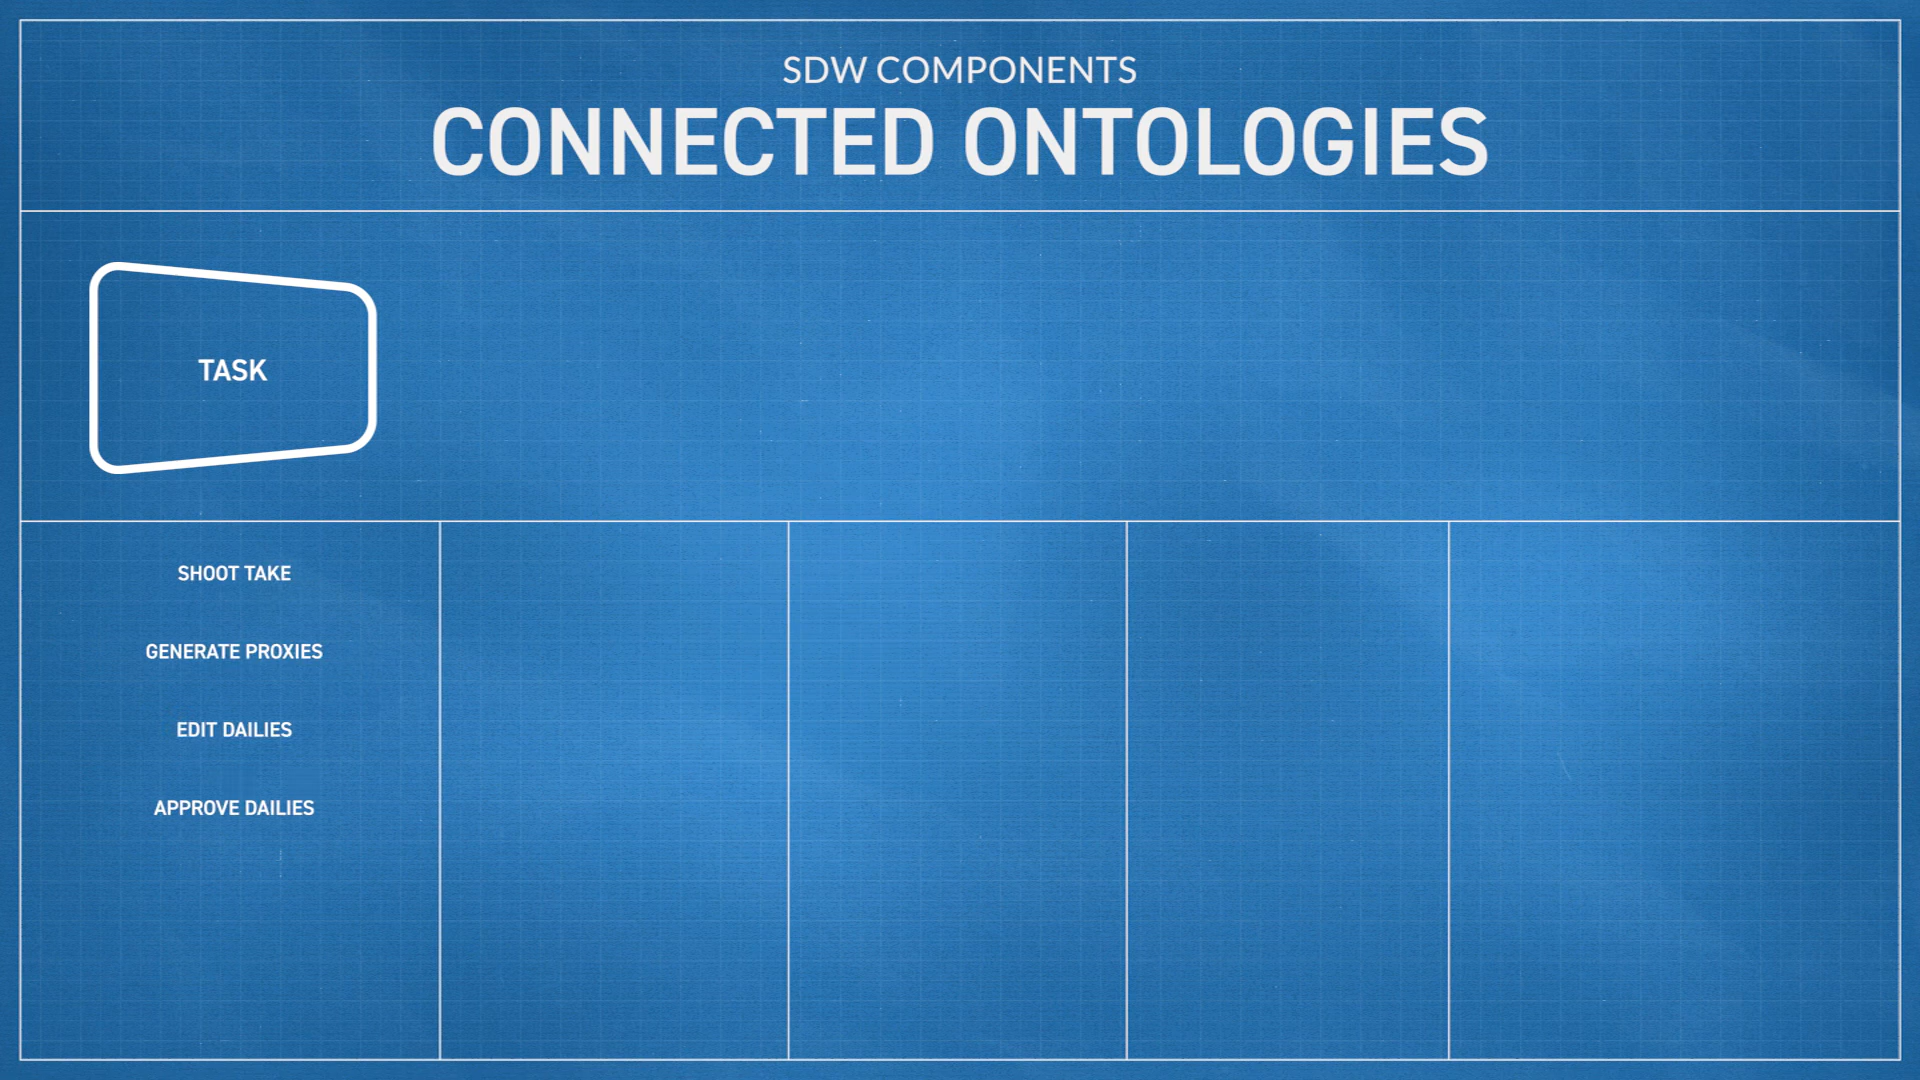 SDW COMPONENTS
CONNECTED ONTOLOGIES
TASK
SHOOT TAKE
GENERATE PROXIES
EDIT DAILIES
APPROVE DAILIES